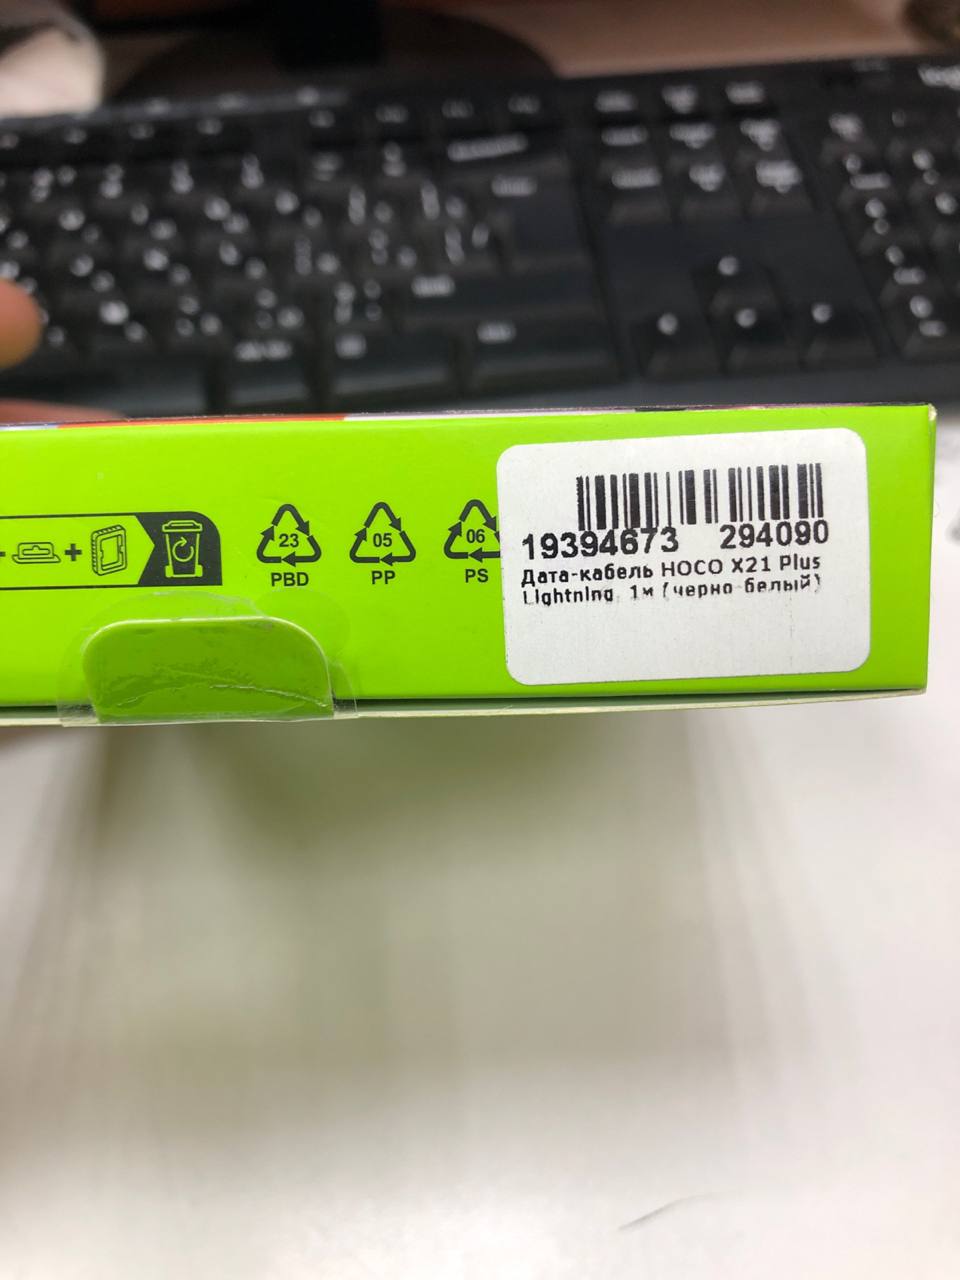 23
PBD
05
PP
06
PS
19394673 294090
Дата-кабель HOCO X21 Plus
Lightning, 1м (черно-белый)